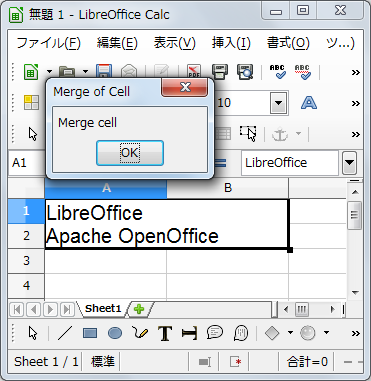 無題 1 - LibreOffice Calc
ファイル(F) 編集(E) 表示(V) 挿入(I) 書式(O) ツ...)
ABC ABC
10 A
Merge of Cell
Merge cell
OK
A1 = LibreOffice
A B
1 LibreOffice
2 Apache OpenOffice
3
4
Sheet1
T
Sheet 1 / 1 標準 合計=0